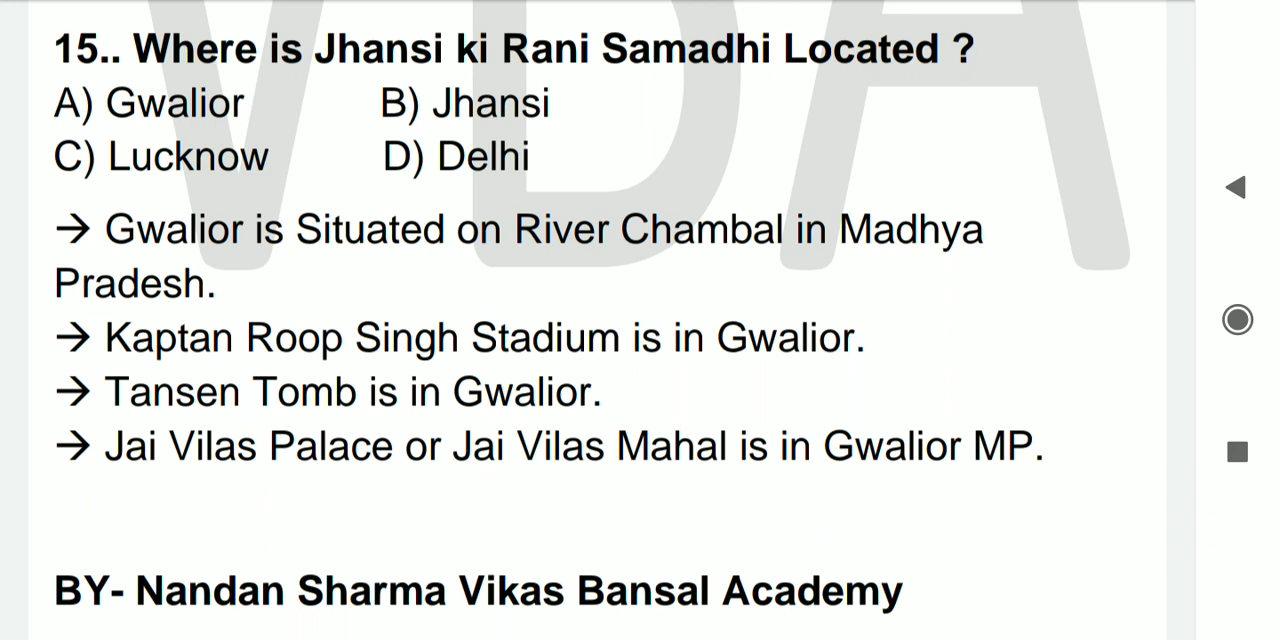 15.. Where is Jhansi ki Rani Samadhi Located ?
A) Gwalior B) Jhansi
C) Lucknow D) Delhi
→ Gwalior is Situated on River Chambal in Madhya
Pradesh.
→ Kaptan Roop Singh Stadium is in Gwalior.
→ Tansen Tomb is in Gwalior.
→ Jai Vilas Palace or Jai Vilas Mahal is in Gwalior MP.
BY- Nandan Sharma Vikas Bansal Academy